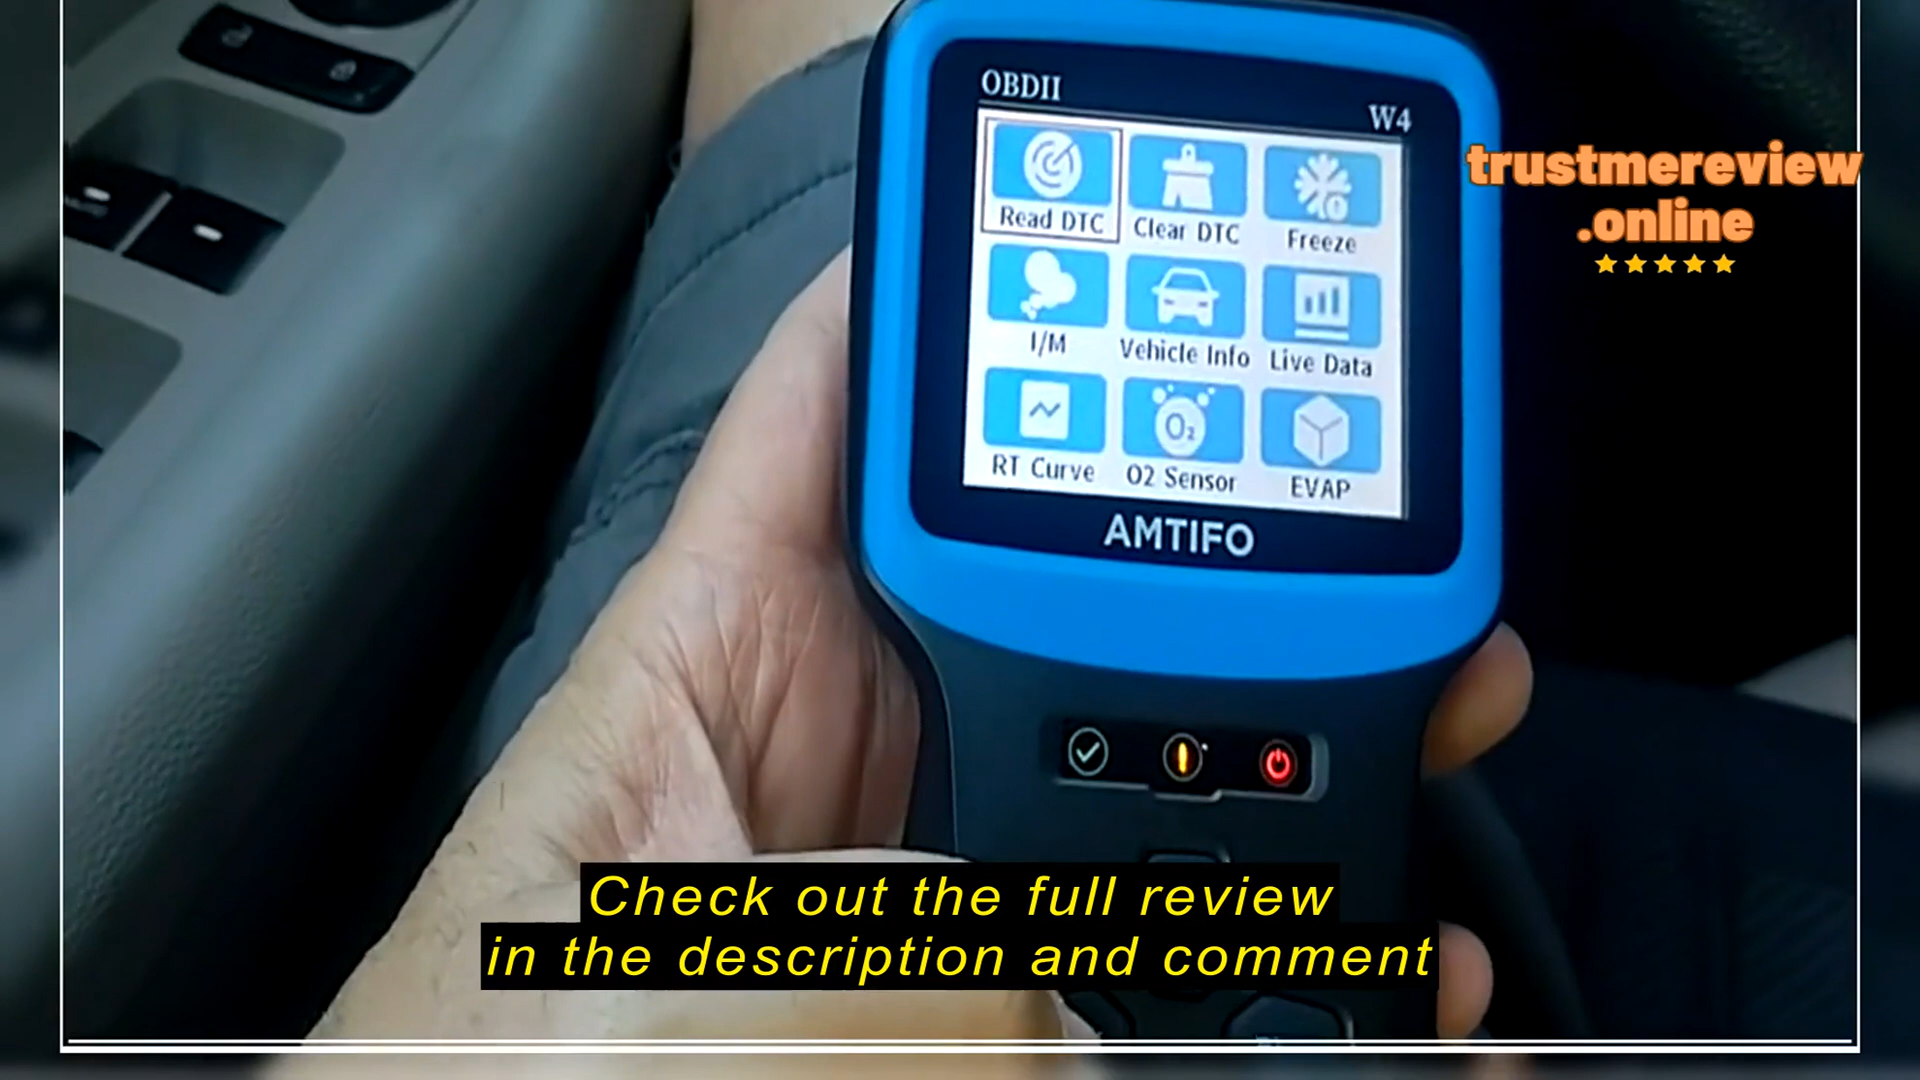 OBDII
W4
Read DTC
Clear DTC
Freeze
I/M
Vehicle Info
Live Data
RT Curve
O2
O2 Sensor
EVAP
AMTIFO
trustmereview
.online
Check out the full review
in the description and comment